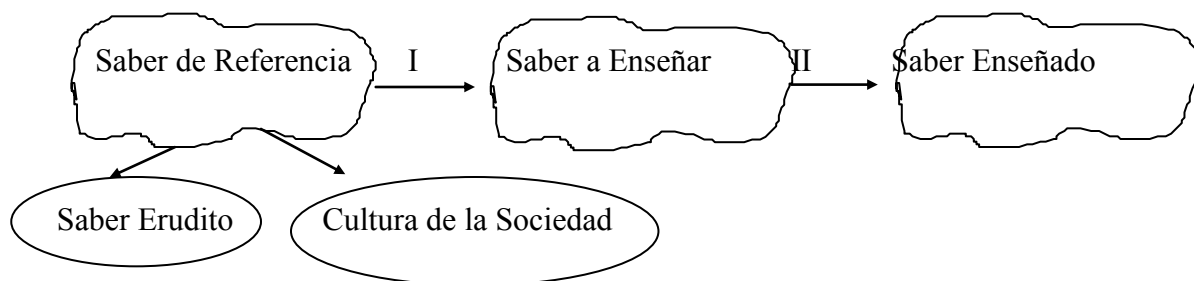 Saber de Referencia I Saber a Enseñar II Saber Enseñado
Saber Erudito Cultura de la Sociedad